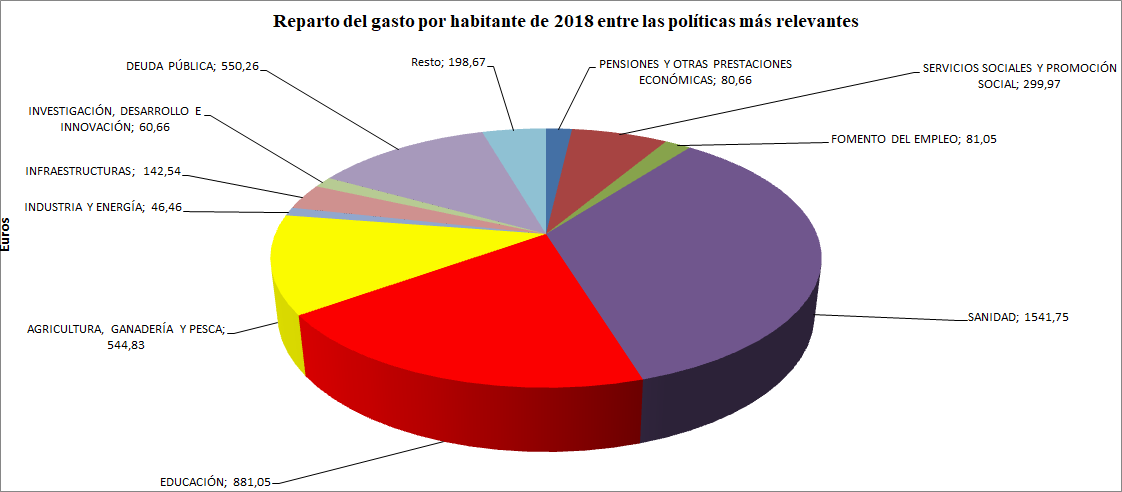 Reparto del gasto por habitante de 2018 entre las políticas más relevantes
DEUDA PÚBLICA; 550,26
Resto; 198,67
PENSIONES Y OTRAS PRESTACIONES
ECONÓMICAS; 80,66
SERVICIOS SOCIALES Y PROMOCIÓN
SOCIAL; 299,97
INVESTIGACIÓN, DESARROLLO E
INNOVACIÓN; 60,66
FOMENTO DEL EMPLEO; 81,05
INFRAESTRUCTURAS; 142,54
INDUSTRIA Y ENERGÍA; 46,46
Euros
SANIDAD; 1541,75
AGRICULTURA, GANADERÍA Y PESCA;
544,83
EDUCACIÓN; 881,05